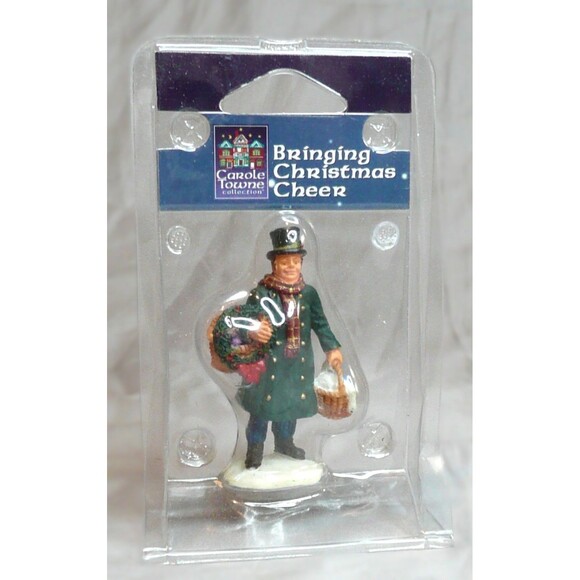 Carole
Towne
collection
Bringing
Christmas
Cheer